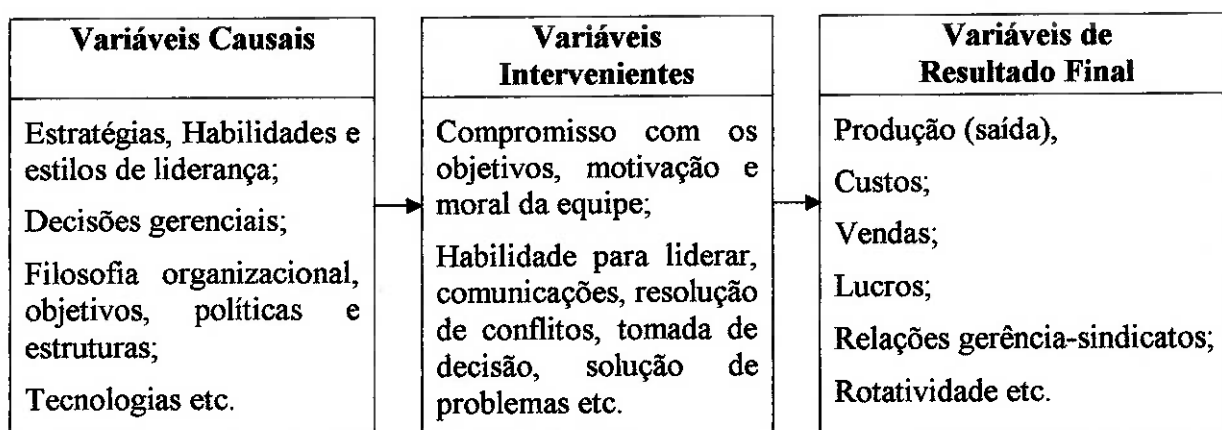 Variáveis Causais
Estratégias, Habilidades e
estilos de liderança;
Decisões gerenciais;
Filosofia organizacional,
objetivos, políticas e
estruturas;
Tecnologias etc.
Variáveis
Intervenientes
Compromisso com os
objetivos, motivação e
moral da equipe;
Habilidade para liderar,
comunicações, resolução
de conflitos, tomada de
decisão, solução de
problemas etc.
Variáveis de
Resultado Final
Produção (saída),
Custos;
Vendas;
Lucros;
Relações gerência-sindicatos;
Rotatividade etc.